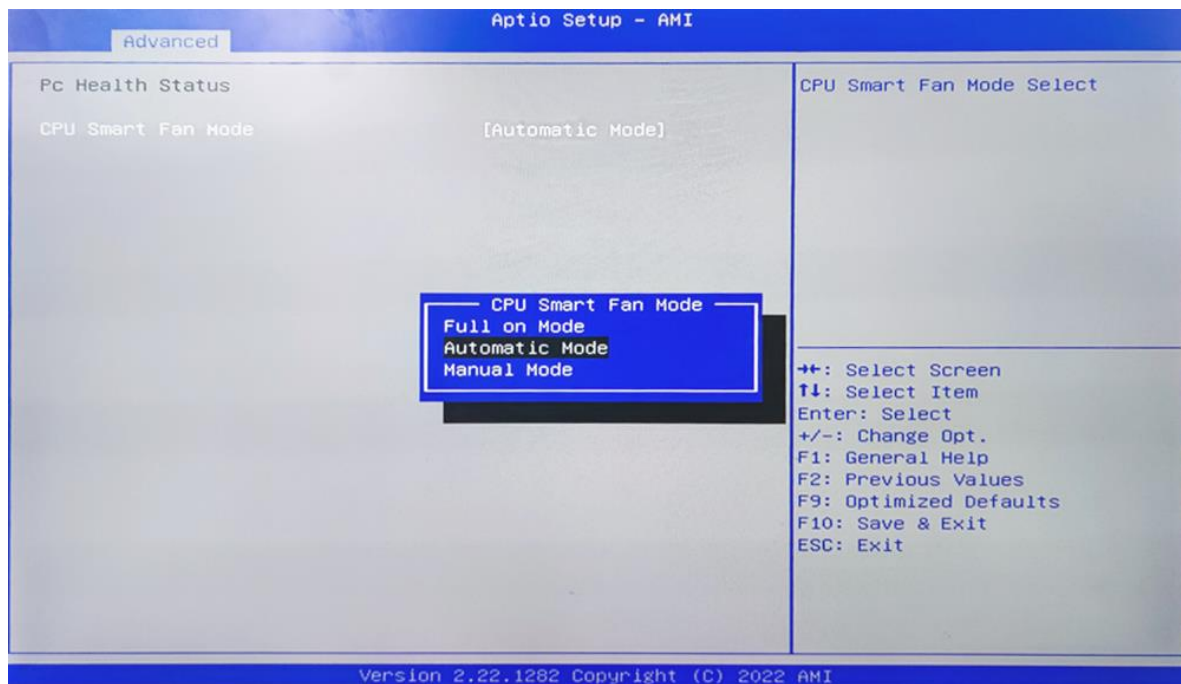 Aptio Setup - AMI
Advanced
Pc Health Status
CPU Smart Fan Mode
[Automatic Mode]
CPU Smart Fan Mode Select
CPU Smart Fan Mode
Full on Mode
Automatic Mode
Manual Mode
→←: Select Screen
↑↓: Select Item
Enter: Select
+/-: Change Opt.
F1: General Help
F2: Previous Values
F9: Optimized Defaults
F10: Save & Exit
ESC: Exit
Version 2.22.1282 Copyright (C) 2022 AMI